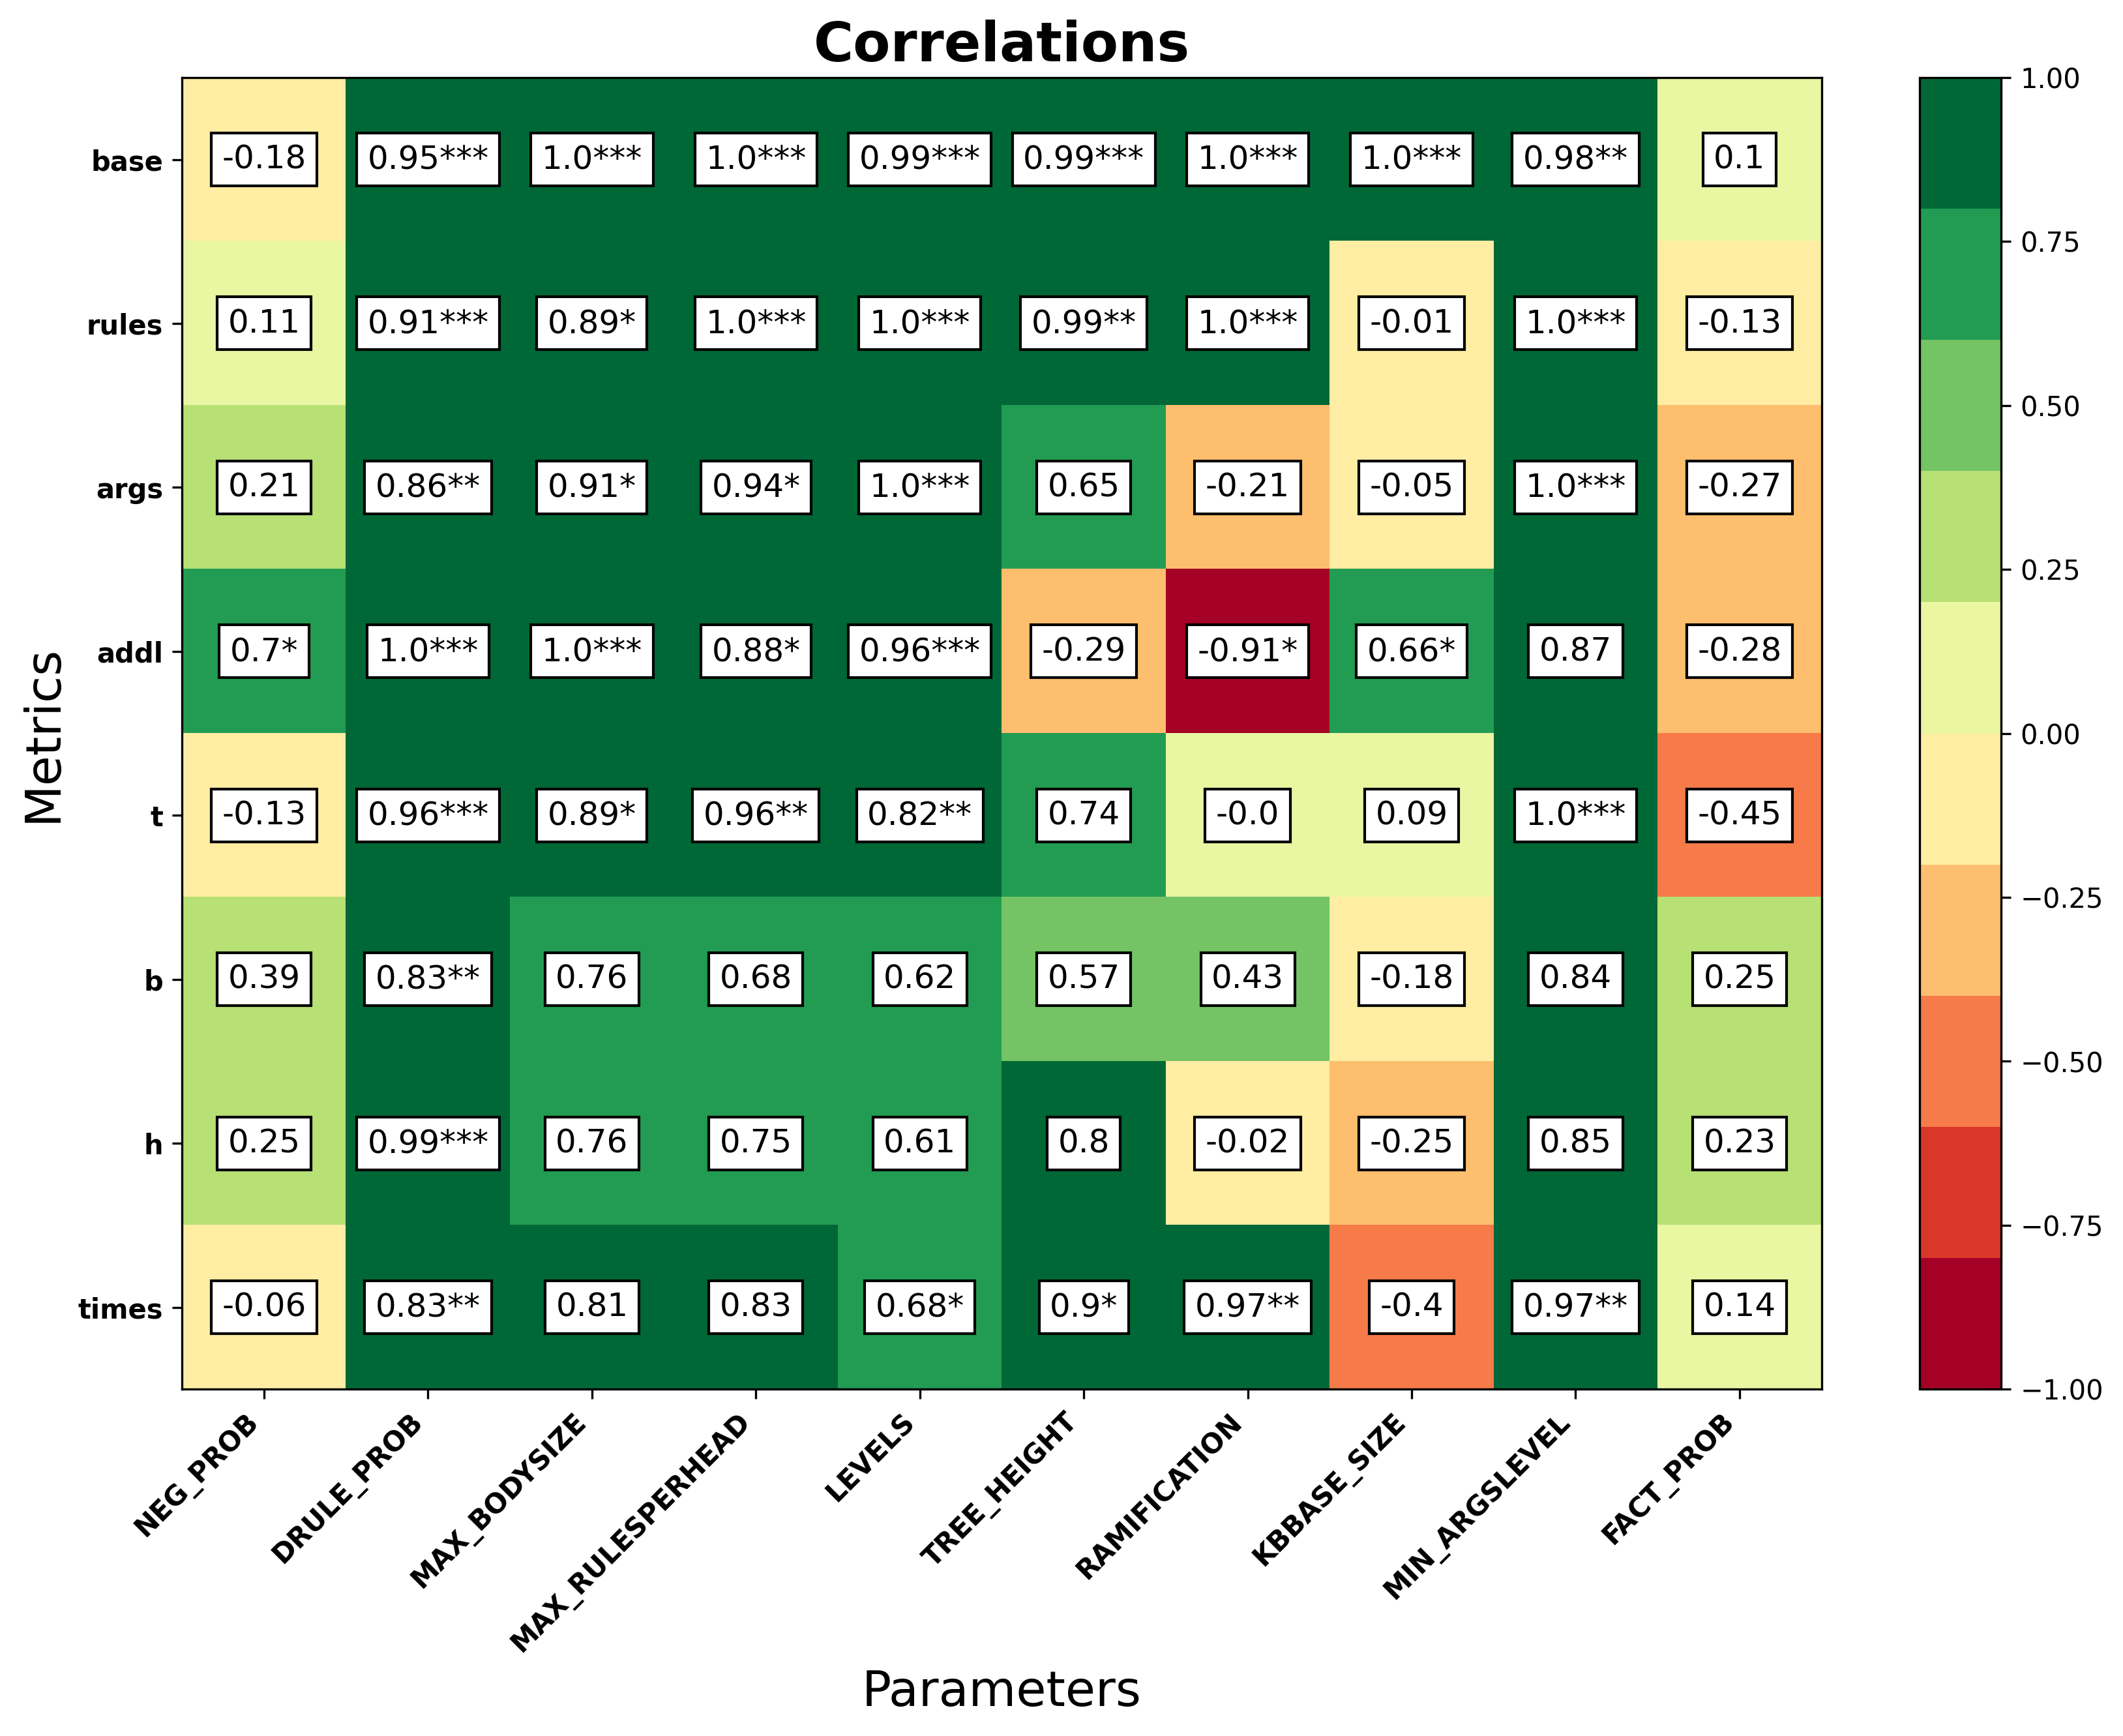 Correlations
base -0.18 0.95*** 1.0*** 1.0*** 0.99*** 0.99*** 1.0*** 1.0*** 0.98** 0.1
rules 0.11 0.91*** 0.89* 1.0*** 1.0*** 0.99** 1.0*** -0.01 1.0*** -0.13
args 0.21 0.86** 0.91* 0.94* 1.0*** 0.65 -0.21 -0.05 1.0*** -0.27
addl 0.7* 1.0*** 1.0*** 0.88* 0.96*** -0.29 -0.91* 0.66* 0.87 -0.28
t -0.13 0.96*** 0.89* 0.96** 0.82** 0.74 -0.0 0.09 1.0*** -0.45
b 0.39 0.83** 0.76 0.68 0.62 0.57 0.43 -0.18 0.84 0.25
h 0.25 0.99*** 0.76 0.75 0.61 0.8 -0.02 -0.25 0.85 0.23
times -0.06 0.83** 0.81 0.83 0.68* 0.9* 0.97** -0.4 0.97** 0.14
Metrics
NEG_PROB
DRULE_PROB
MAX_BODYSIZE
MAX_RULESPERHEAD
LEVELS
TREE_HEIGHT
RAMIFICATION
KBBASE_SIZE
MIN_ARGSLEVEL
FACT_PROB
Parameters
1.00
0.75
0.50
0.25
0.00
−0.25
−0.50
−0.75
−1.00